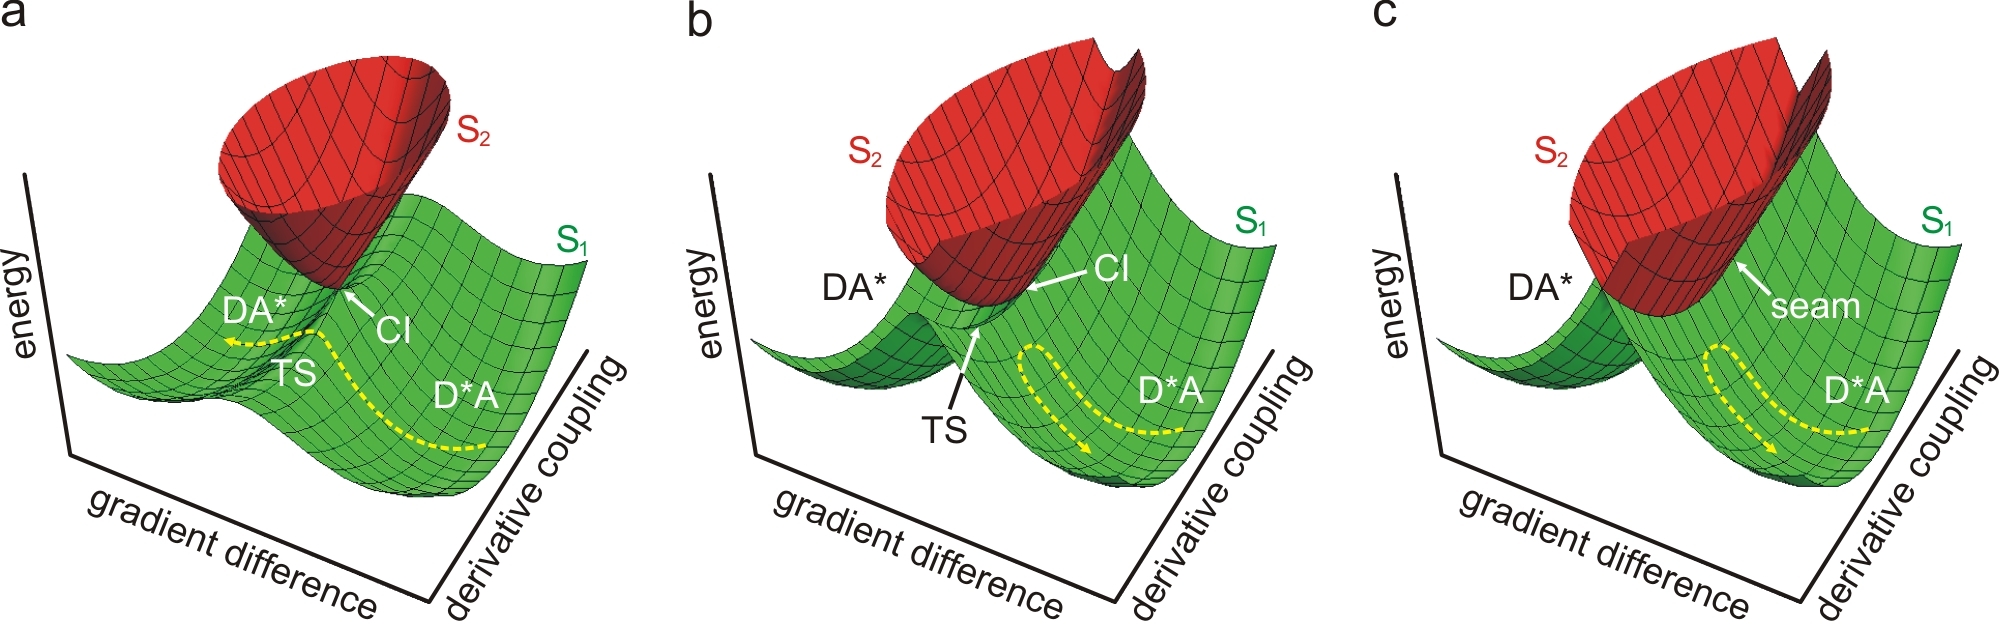 a
S2
S1
DA*
CI
TS
D*A
energy
gradient difference
derivative coupling
b
S2
S1
DA*
CI
TS
D*A
energy
gradient difference
derivative coupling
c
S2
S1
DA*
seam
D*A
energy
gradient difference
derivative coupling